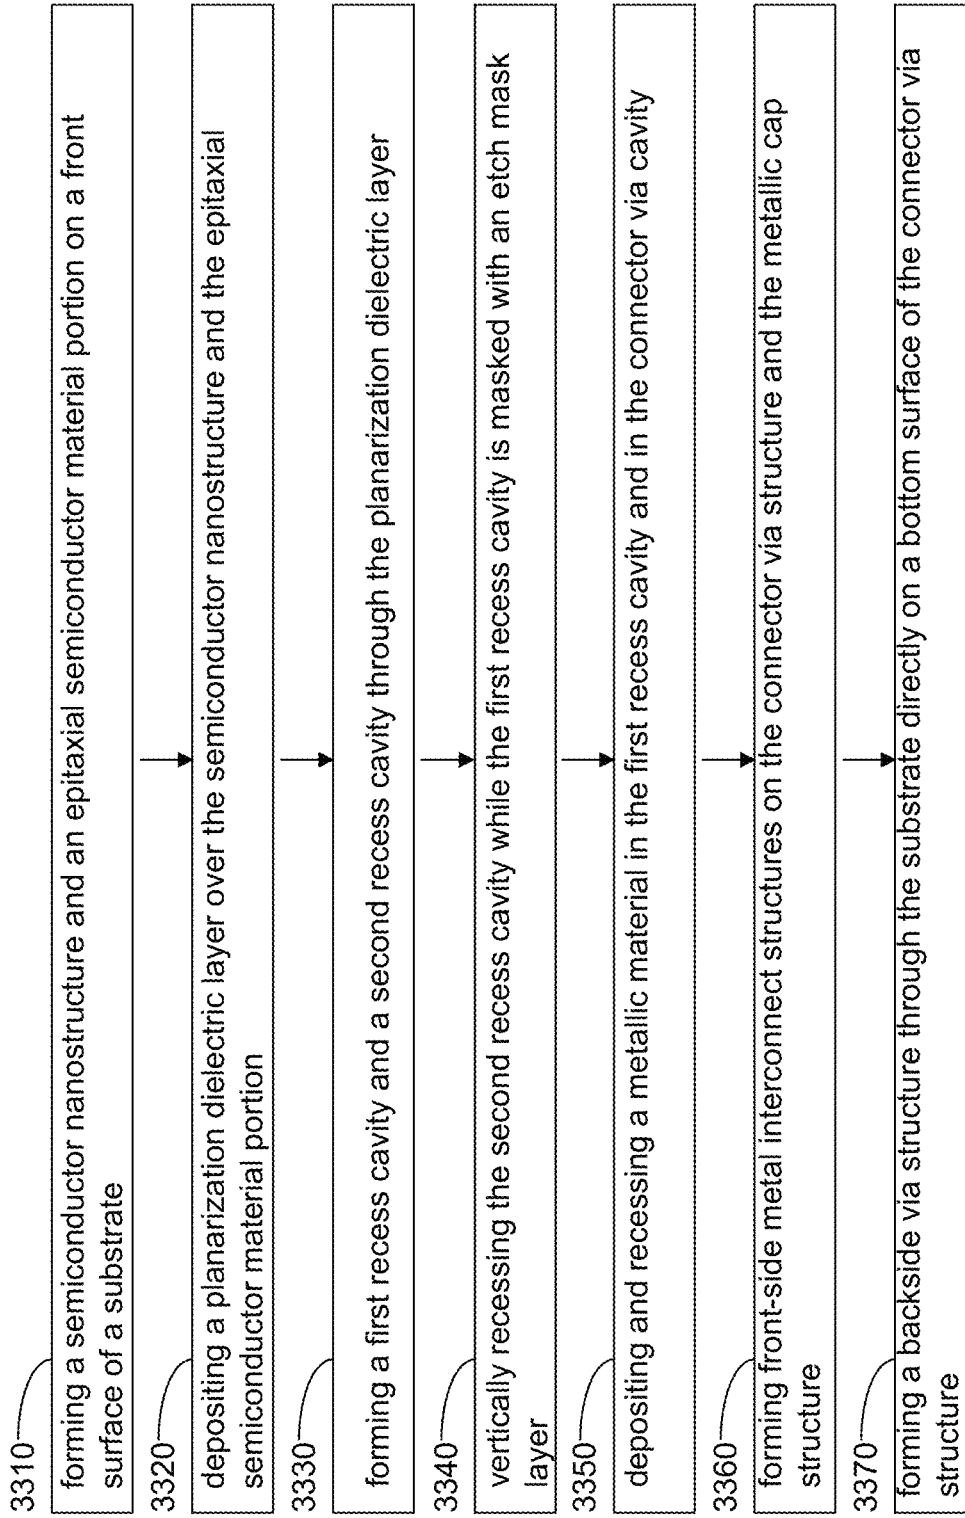 3310
forming a semiconductor nanostructure and an epitaxial semiconductor material portion on a front
surface of a substrate
3320
depositing a planarization dielectric layer over the semiconductor nanostructure and the epitaxial
semiconductor material portion
3330
forming a first recess cavity and a second recess cavity through the planarization dielectric layer
3340
vertically recessing the second recess cavity while the first recess cavity is masked with an etch mask
layer
3350
depositing and recessing a metallic material in the first recess cavity and in the connector via cavity
3360
forming front-side metal interconnect structures on the connector via structure and the metallic cap
structure
3370
forming a backside via structure through the substrate directly on a bottom surface of the connector via
structure